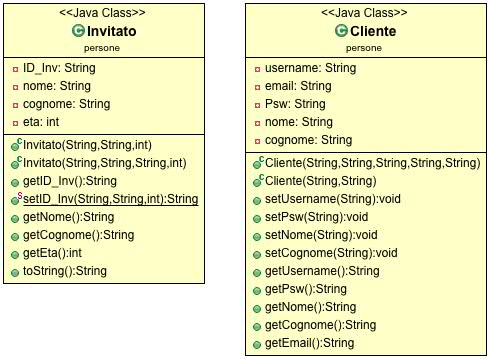 <<Java Class>>
Invitato
persone
ID_Inv: String
nome: String
cognome: String
eta: int
Invitato(String,String,int)
Invitato(String,String,String,int)
getID_Inv():String
setID_Inv(String,String,int):String
getNome():String
getCognome():String
getEta():int
toString():String
<<Java Class>>
Cliente
persone
username: String
email: String
Psw: String
nome: String
cognome: String
Cliente(String,String,String,String,String)
Cliente(String,String)
setUsername(String):void
setPsw(String):void
setNome(String):void
setCognome(String):void
getUsername():String
getPsw():String
getNome():String
getCognome():String
getEmail():String